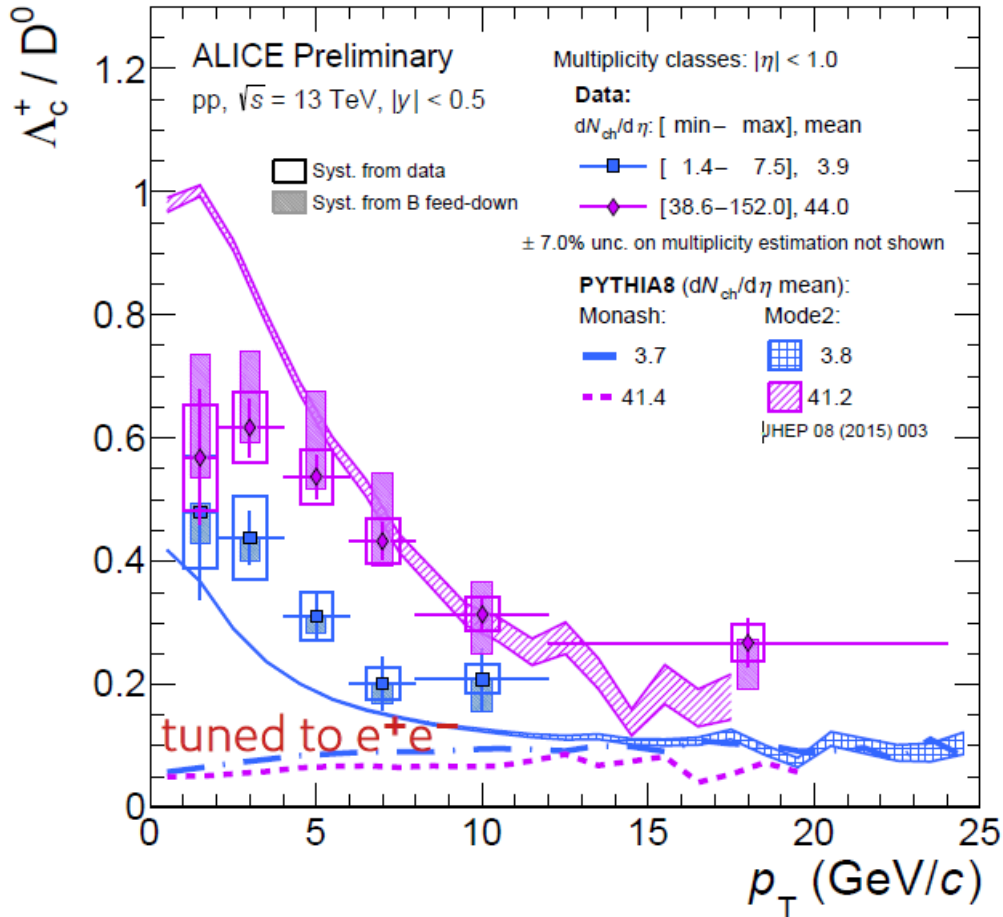 Λc+ / D0
ALICE Preliminary
pp, √s = 13 TeV, |y| < 0.5
Syst. from data
Syst. from B feed-down
Multiplicity classes: |η| < 1.0
Data:
dNch/dη: [ min− max], mean
[ 1.4− 7.5], 3.9
[38.6−152.0], 44.0
± 7.0% unc. on multiplicity estimation not shown
PYTHIA8 (dNch/dη mean):
Monash: Mode2:
3.7 3.8
41.4 41.2
JHEP 08 (2015) 003
1.2
1
0.8
0.6
0.4
0.2
0
tuned to e+e−
0 5 10 15 20 25
pT (GeV/c)